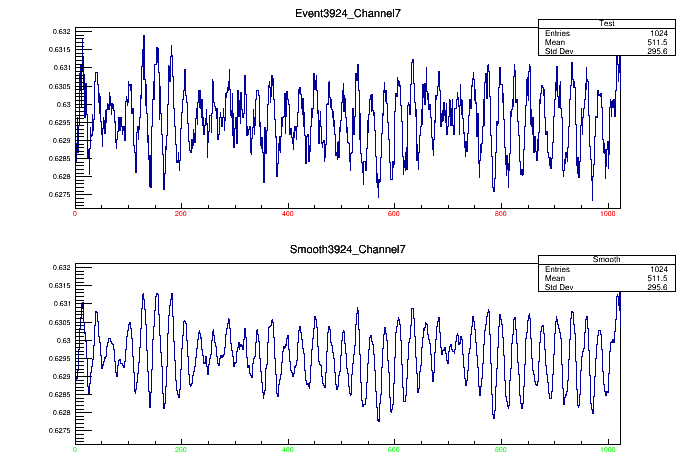 Event3924_Channel7
Test
Entries 1024
Mean 511.5
Std Dev 295.6
0.632
0.6315
0.631
0.6305
0.63
0.6295
0.629
0.6285
0.628
0.6275
0 200 400 600 800 1000
Smooth3924_Channel7
Smooth
Entries 1024
Mean 511.5
Std Dev 295.6
0.632
0.631
0.631
0.6305
0.63
0.6295
0.629
0.6285
0.628
0.6275
0 200 400 600 800 1000